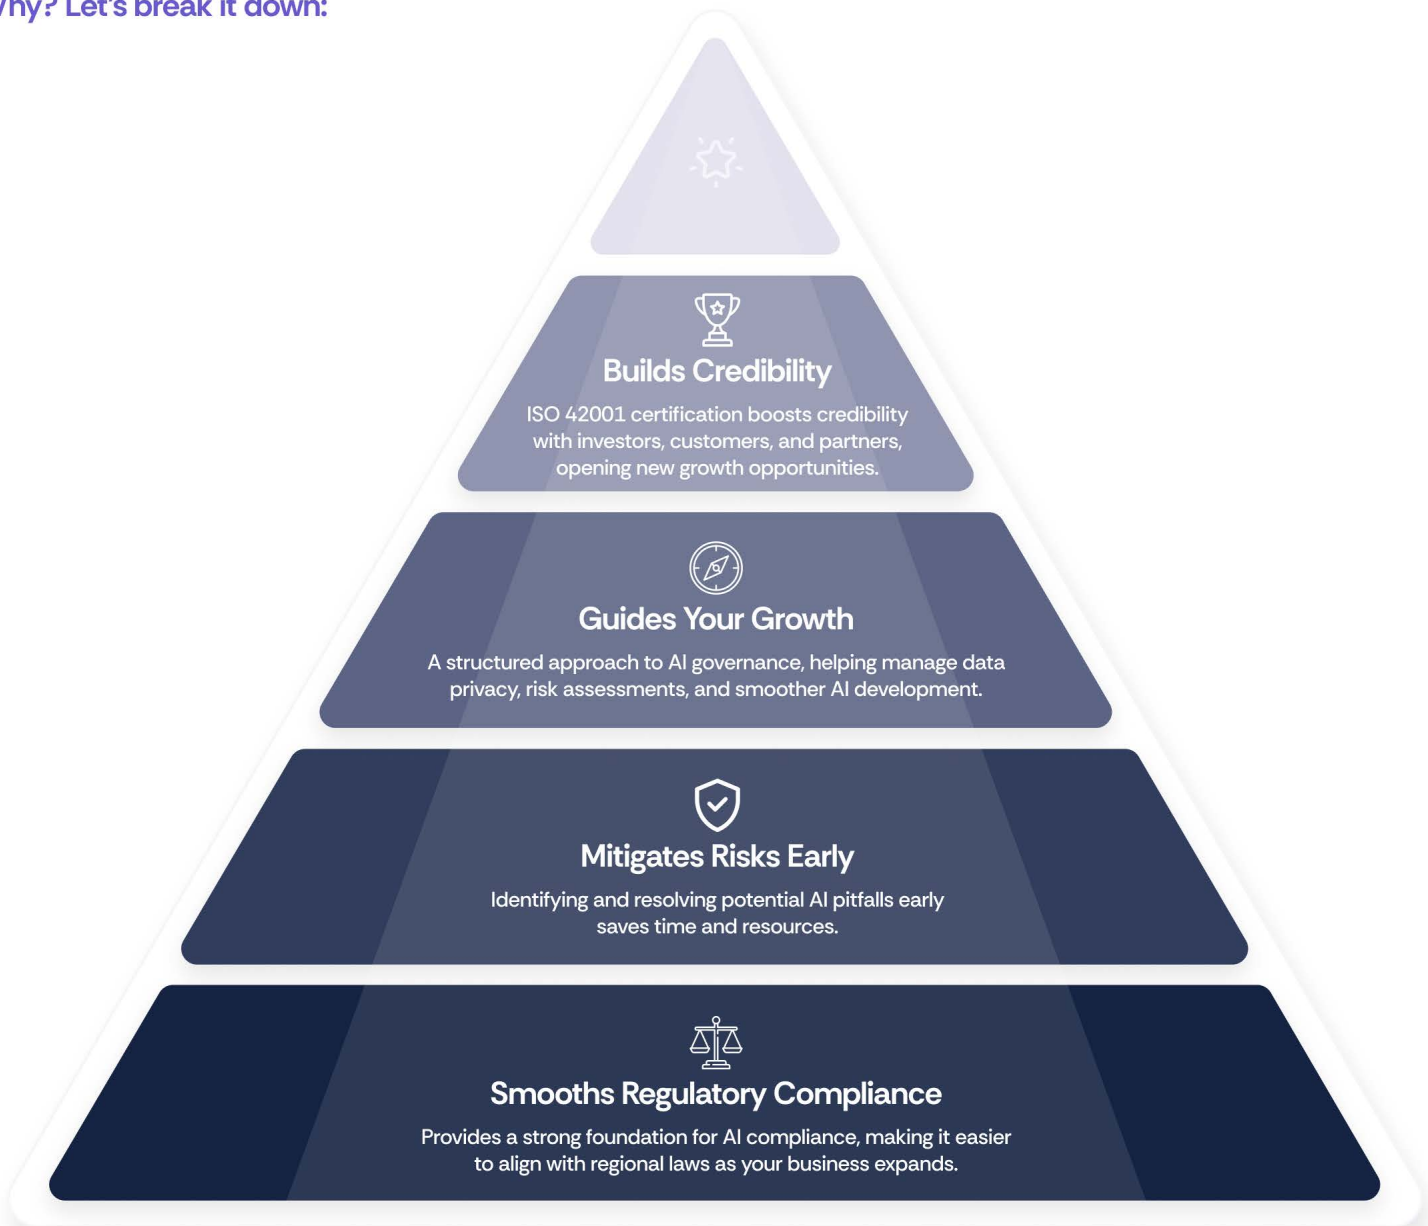 Why? Let's break it down:
Builds Credibility
ISO 42001 certification boosts credibility
with investors, customers, and partners,
opening new growth opportunities.
Guides Your Growth
A structured approach to AI governance, helping manage data
privacy, risk assessments, and smoother AI development.
Mitigates Risks Early
Identifying and resolving potential AI pitfalls early
saves time and resources.
Smooths Regulatory Compliance
Provides a strong foundation for AI compliance, making it easier
to align with regional laws as your business expands.